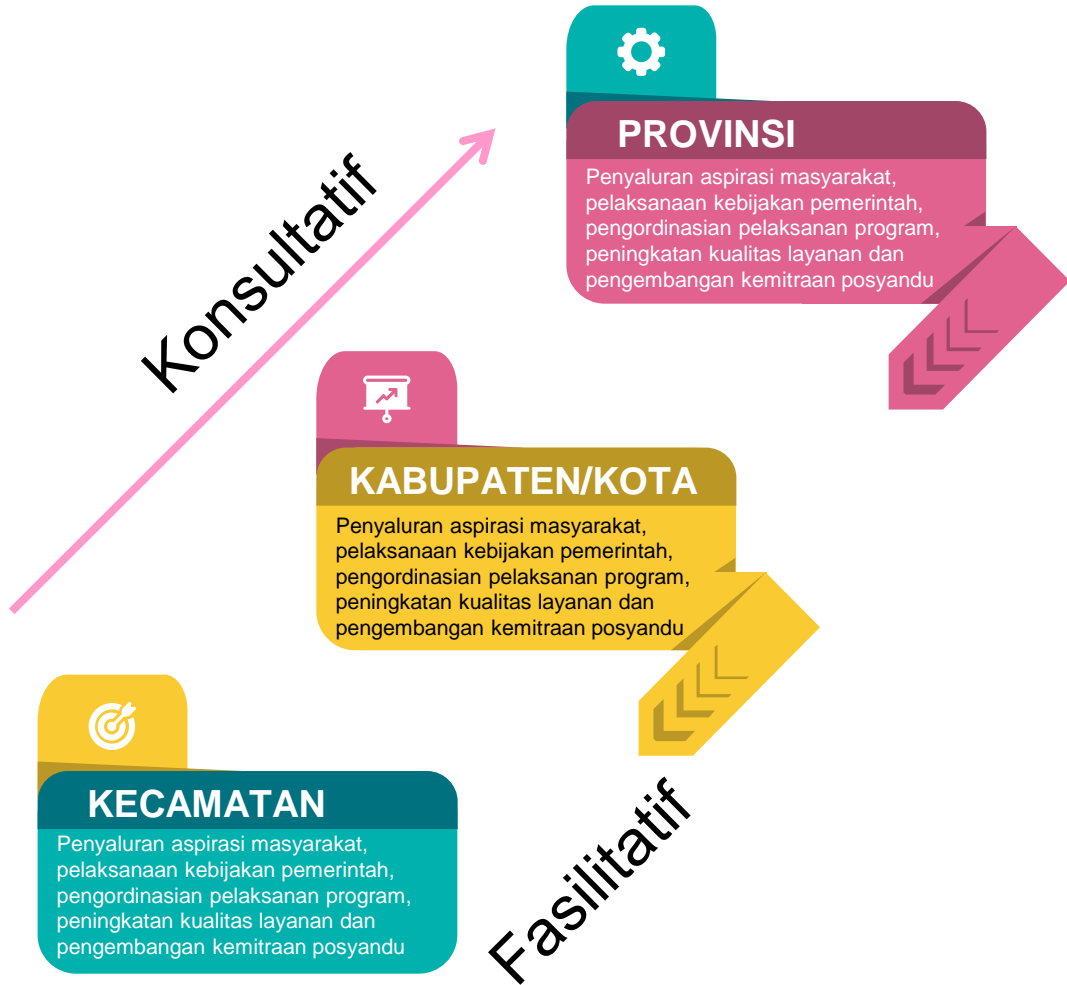 PROVINSI
Penyaluran aspirasi masyarakat,
pelaksanaan kebijakan pemerintah,
pengordinasian pelaksanan program,
peningkatan kualitas layanan dan
pengembangan kemitraan posyandu
Konsultatif
KABUPATEN/KOTA
Penyaluran aspirasi masyarakat,
pelaksanaan kebijakan pemerintah,
pengordinasian pelaksanan program,
peningkatan kualitas layanan dan
pengembangan kemitraan posyandu
KECAMATAN
Penyaluran aspirasi masyarakat,
pelaksanaan kebijakan pemerintah,
pengordinasian pelaksanan program,
peningkatan kualitas layanan dan
pengembangan kemitraan posyandu
Fasilitatif